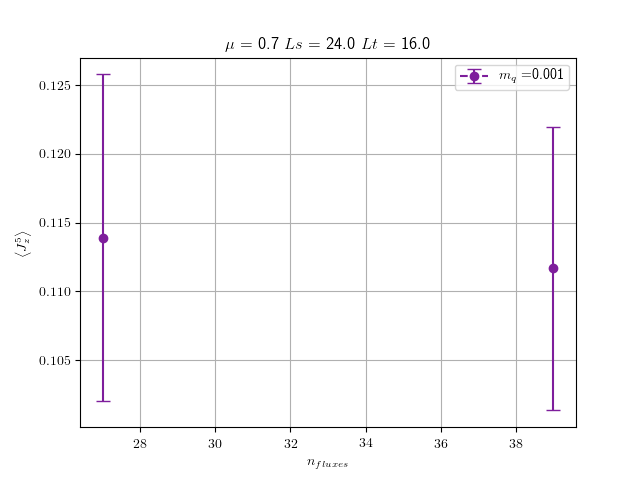 μ = 0.7 Ls = 24.0 Lt = 16.0
m_q =0.001
0.125
0.120
0.115
0.110
0.105
⟨J_z^5⟩
28 30 32 34 36 38
n_fluxes